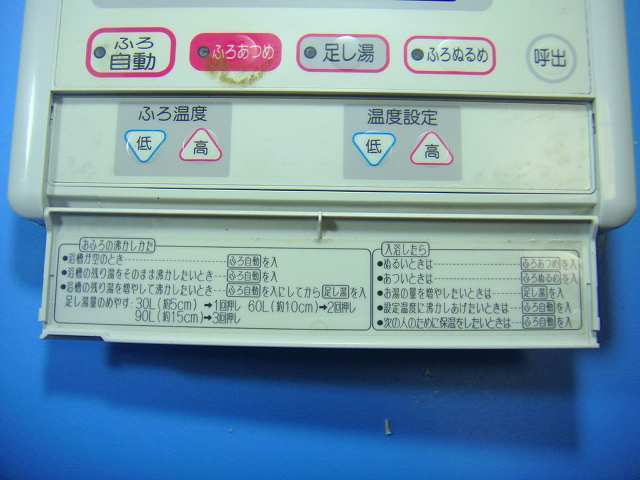 ふろ
自動
ふろあつめ
足し湯
ふろぬるめ
呼出
ふろ温度
低
高
温度設定
低
高
おふろの沸かしかた
●浴槽が空のとき………ふろ自動を入
●浴槽の残り湯をそのまま沸かしたいとき…ふろ自動を入
●浴槽の残り湯を増やして沸かしたいとき…ふろ自動を入にしてから足し湯を入
足し湯量のめやす:30L(約5cm)➡1回押し 60L(約10cm)➡2回押し
90L(約15cm)➡3回押し
入浴したら
●ぬるいときは………ふろあつめを入
●あついときは………ふろぬるめを入
●お湯の量を増やしたいときは…足し湯を入
●設定温度に沸かしあげたいときは…ふろ自動を入
●次の人のために保温をしたいときは…ふろ自動を入